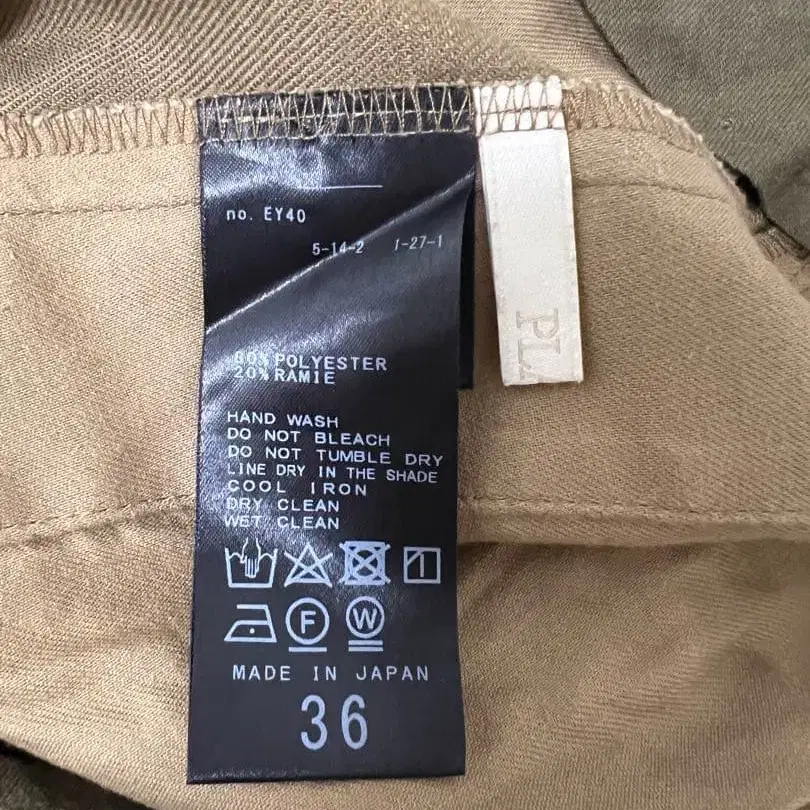 no. EY40
5-14-2 1-27-1
80% POLYESTER
20% RAMIE
HAND WASH
DO NOT BLEACH
DO NOT TUMBLE DRY
LINE DRY IN THE SHADE
COOL IRON
DRY CLEAN
WET CLEAN
F W
MADE IN JAPAN
36
PLA